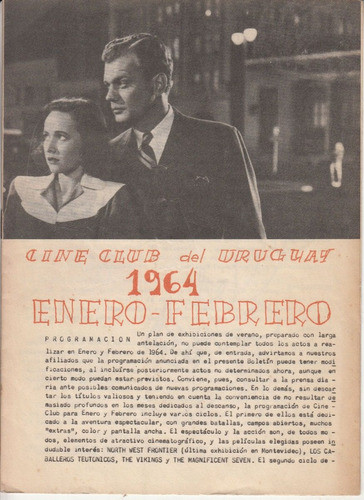 CINE CLUB del URUGUAY
1964
ENERO-FEBRERO
PROGRAMACION Un plan de exhibiciones de verano, preparado con larga
antelación, no puede contemplar todos los actos a rea-
lizar en Enero y Febrero de 1964. De ahí que, de entrada, advirtamos a nuestros
afiliados que la programación anunciada en el presente Boletín puede tener modi
ficaciones, al incluírse posteriormente actos no determinados ahora, aunque en
cierto modo puedan estar previstos. Conviene, pues, consultar a la prensa dia
ria ante posibles comunicados de nuevas programaciones. En lo demás, sin descar
tar los títulos valiosos y teniendo en cuenta la conveniencia de no resultar de
masiado profundos en los meses dedicados al descanso, la programación de Cine-
Club para Enero y Febrero incluye varios ciclos. El primero de ellos está dedi-
cado a la aventura espectacular, con grandes batallas, campos abiertos, muchos
"extras", color y pantalla ancha. El espectáculo y la acción son, de todos mo-
dos, elementos de atractivo cinematográfico, y las películas elegidas poseen in
dudable interés: NORTH WEST FRONTIER (última exhibición en Montevideo), LOS CA-
BALLEROS TEUTONICOS, THE VIKINGS y THE MAGNIFICENT SEVEN. El segundo ciclo de-